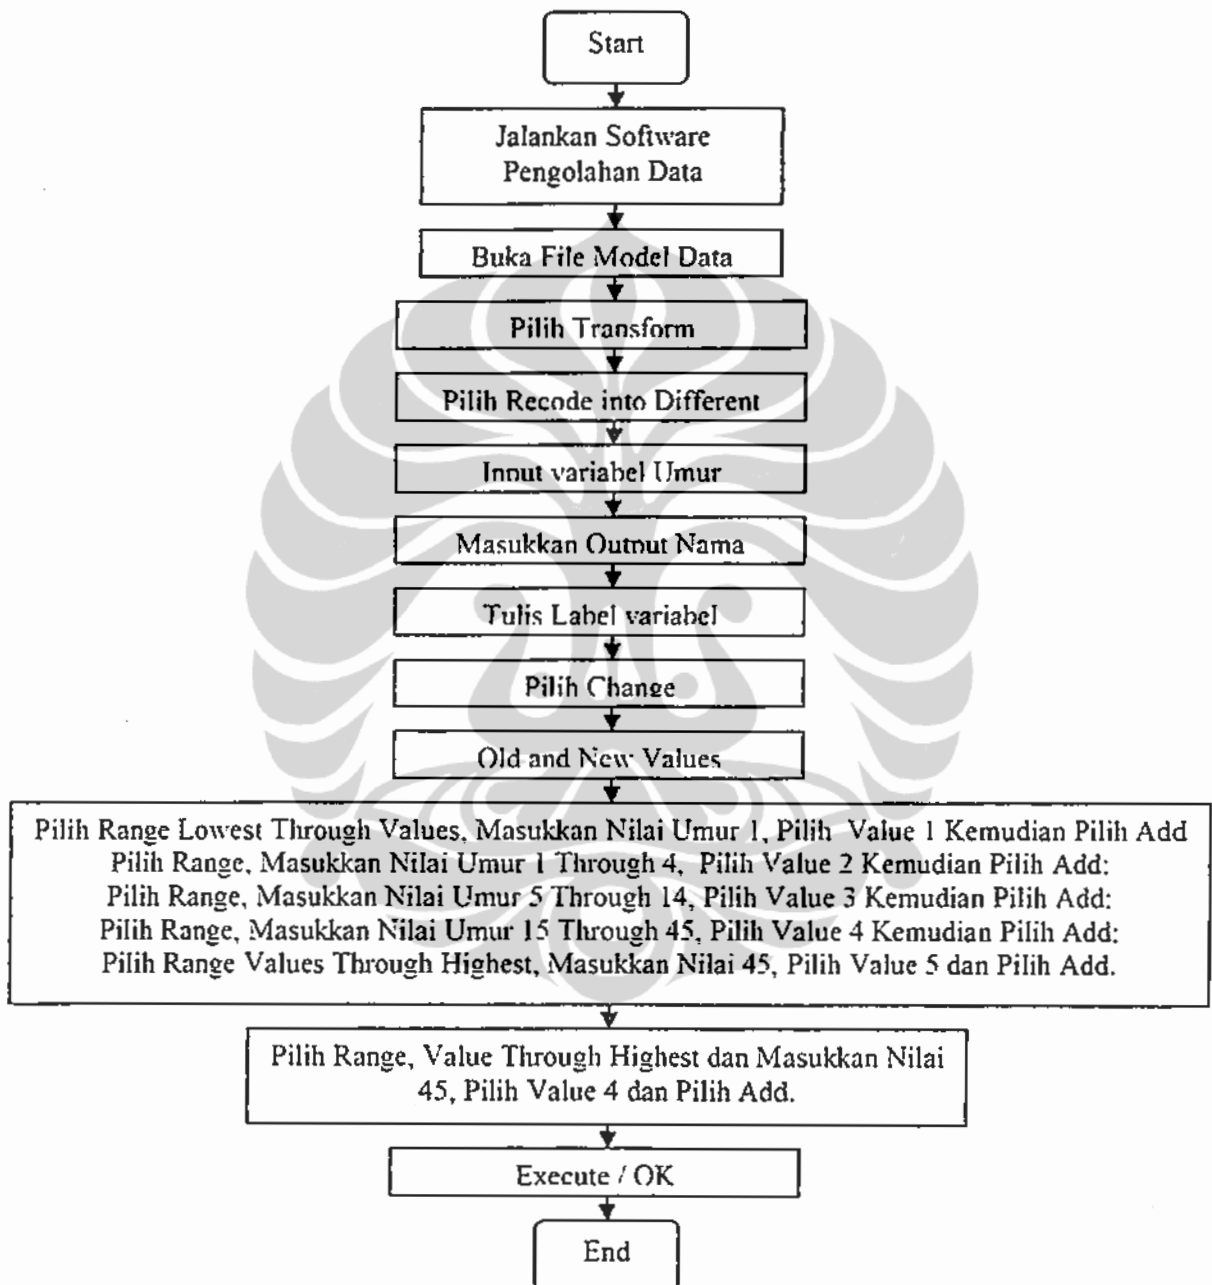 Start
Jalankan Software
Pengolahan Data
Buka File Model Data
Pilih Transform
Pilih Recode into Different
Input variabel Umur
Masukkan Output Nama
Tulis Label variabel
Pilih Change
Old and New Values
Pilih Range Lowest Through Values, Masukkan Nilai Umur 1, Pilih Value 1 Kemudian Pilih Add
Pilih Range, Masukkan Nilai Umur 1 Through 4, Pilih Value 2 Kemudian Pilih Add:
Pilih Range, Masukkan Nilai Umur 5 Through 14, Pilih Value 3 Kemudian Pilih Add:
Pilih Range, Masukkan Nilai Umur 15 Through 45, Pilih Value 4 Kemudian Pilih Add:
Pilih Range Values Through Highest, Masukkan Nilai 45, Pilih Value 5 dan Pilih Add.
Pilih Range, Value Through Highest dan Masukkan Nilai
45, Pilih Value 4 dan Pilih Add.
Execute / OK
End